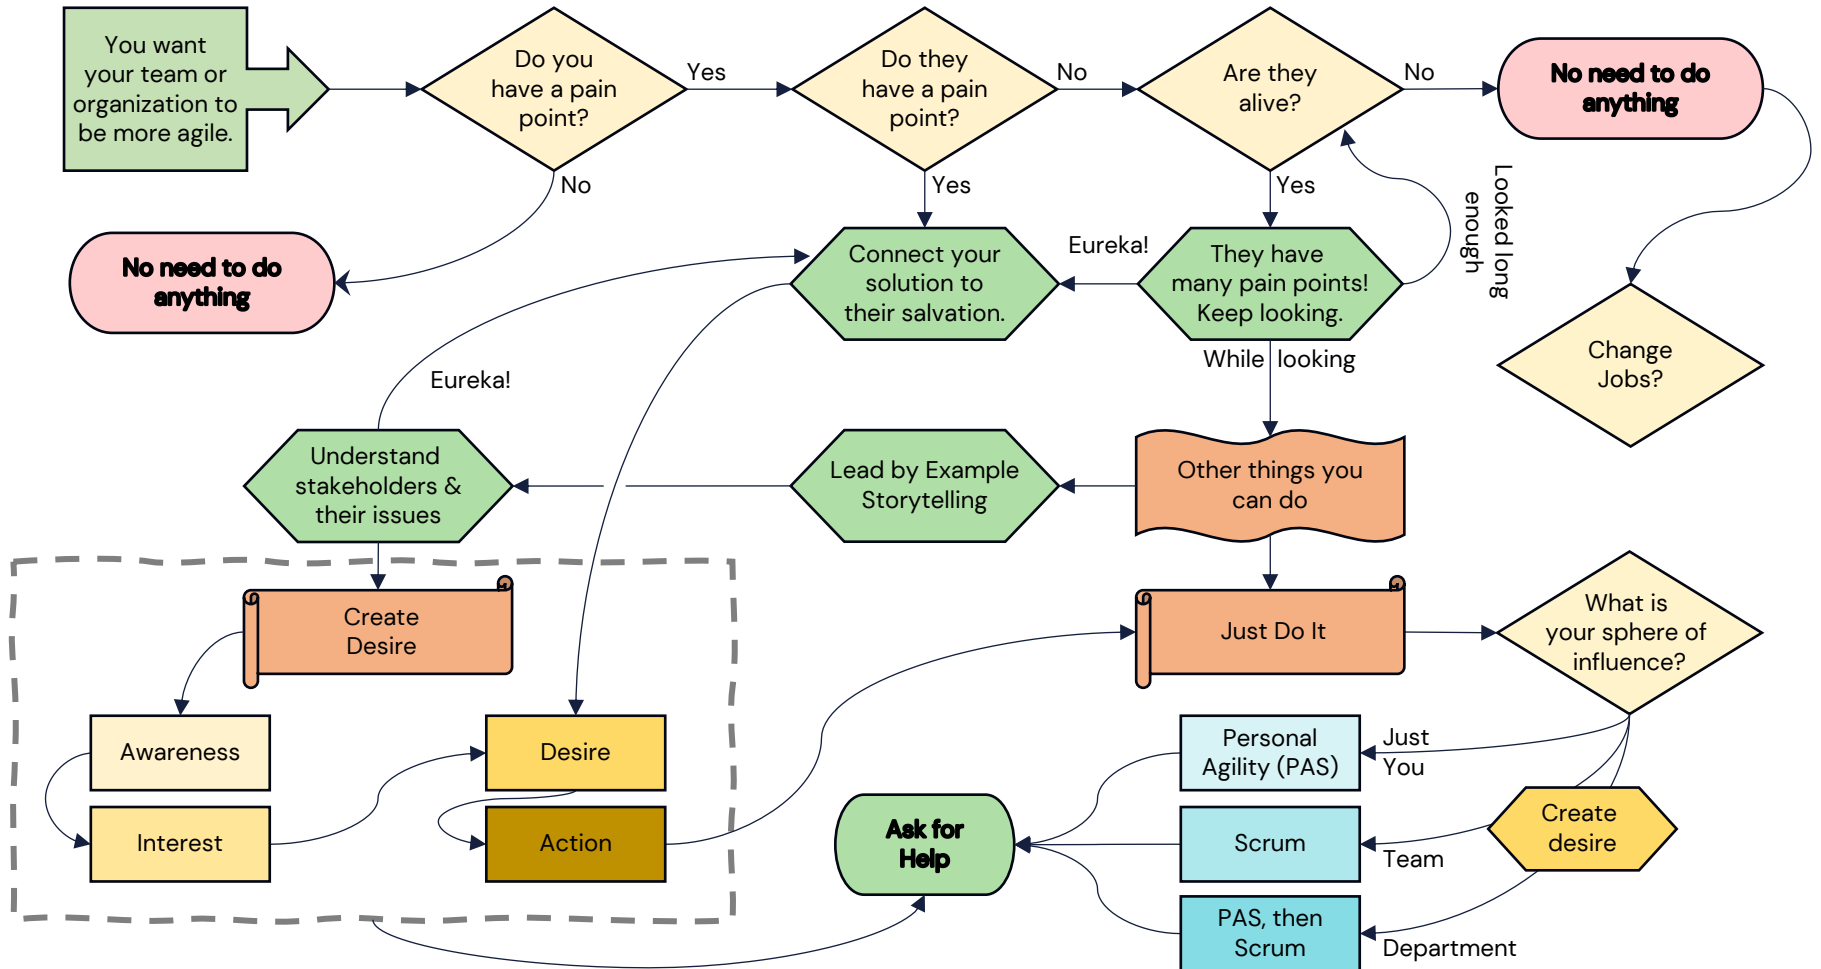 You want
your team or
organization to
be more agile.
Do you
have a pain
point?
Yes
Do they
have a pain
point?
No
Are they
alive?
No
No need to do
anything
No
Yes
Yes
Looked long
enough
No need to do
anything
Connect your
solution to
their salvation.
Eureka!
They have
many pain points!
Keep looking.
Change
Jobs?
While looking
Eureka!
Understand
stakeholders &
their issues
Lead by Example
Storytelling
Other things you
can do
Create
Desire
Just Do It
What is
your sphere of
influence?
Awareness
Desire
Personal
Agility (PAS)
Just
You
Interest
Action
Ask for
Help
Scrum
Team
Create
desire
PAS, then
Scrum
Department